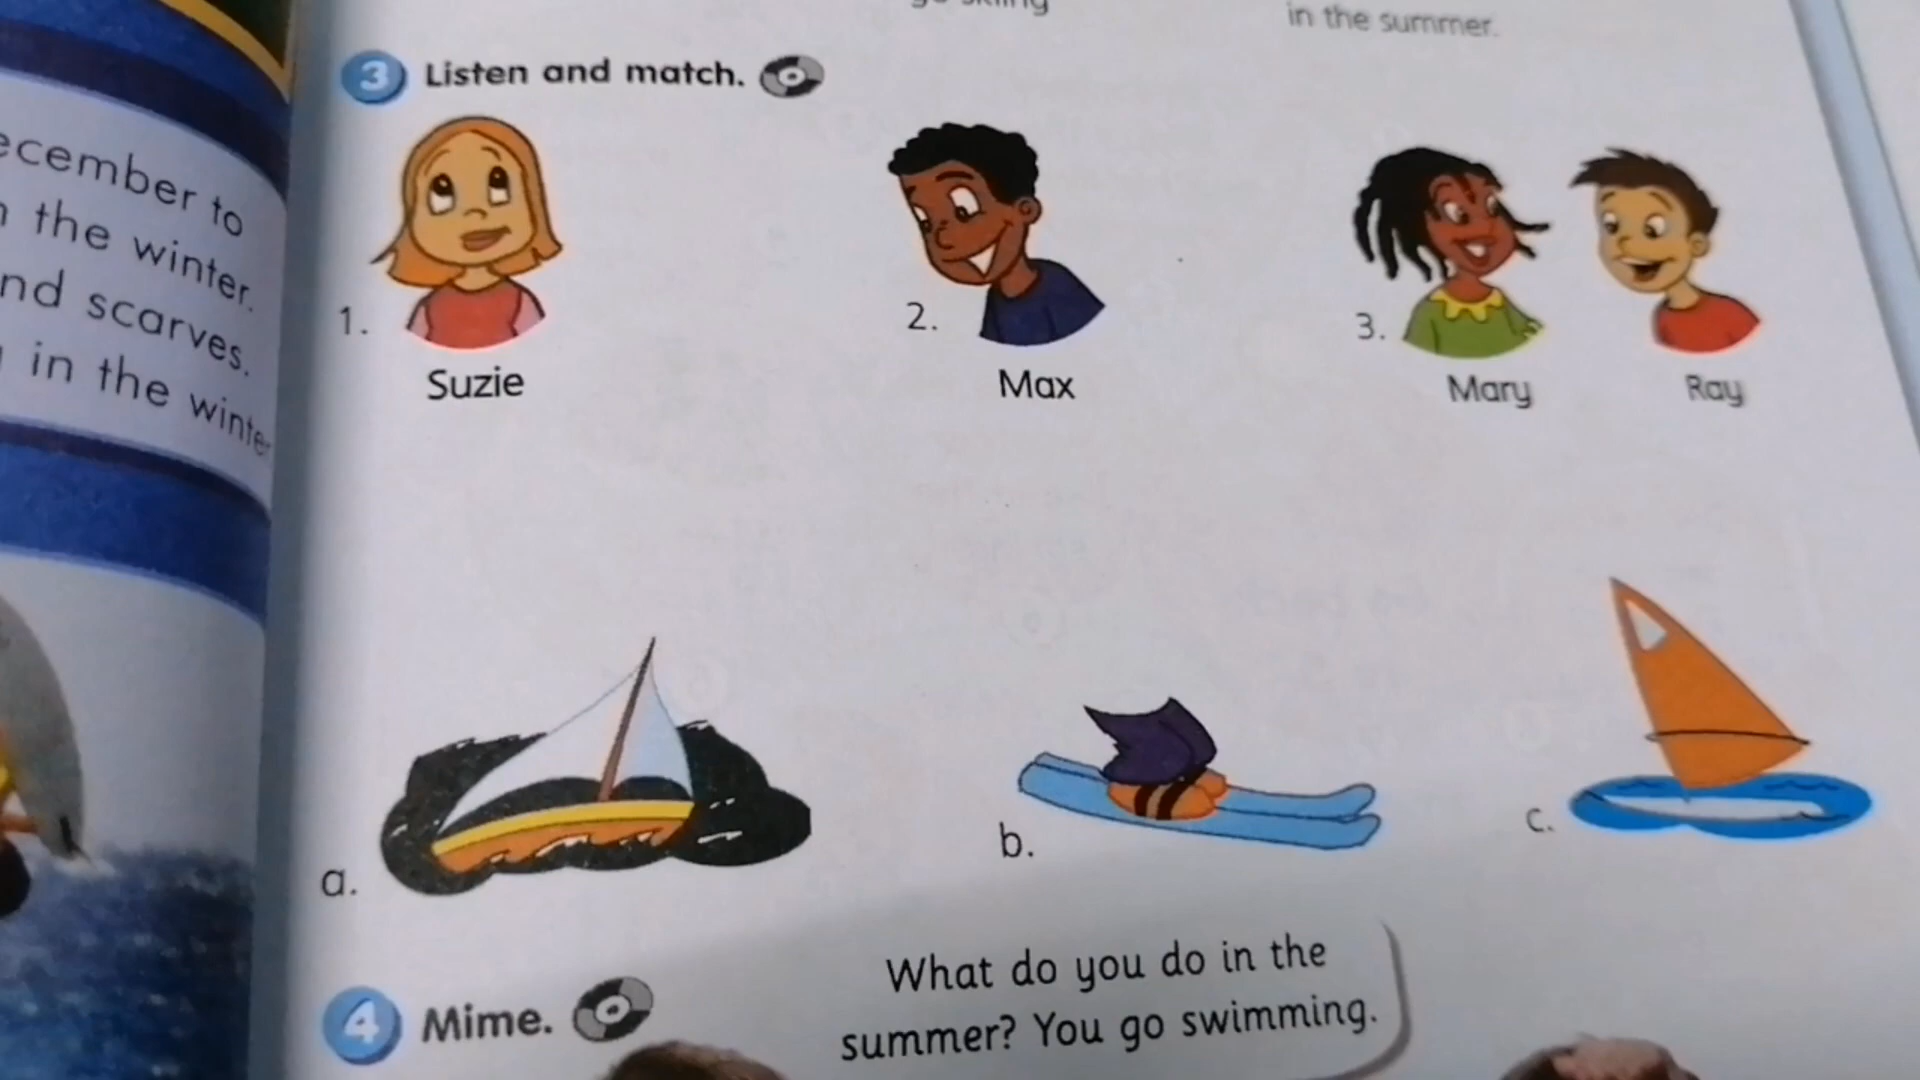 ecember to
the winter.
nd scarves.
in the winter
in the summer.
3 Listen and match.
1.
Suzie
2.
Max
3.
Mary
Ray
a.
b.
c.
4 Mime.
What do you do in the
summer? You go swimming.